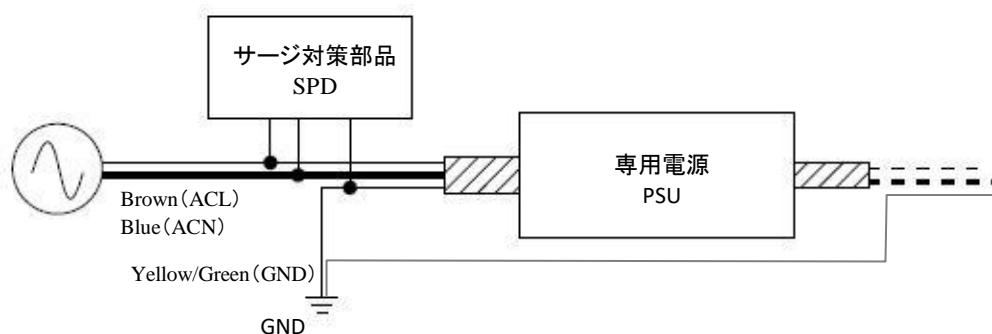 サージ対策部品
SPD
専用電源
PSU
Brown（ACL）
Blue（ACN）
Yellow/Green（GND）
GND